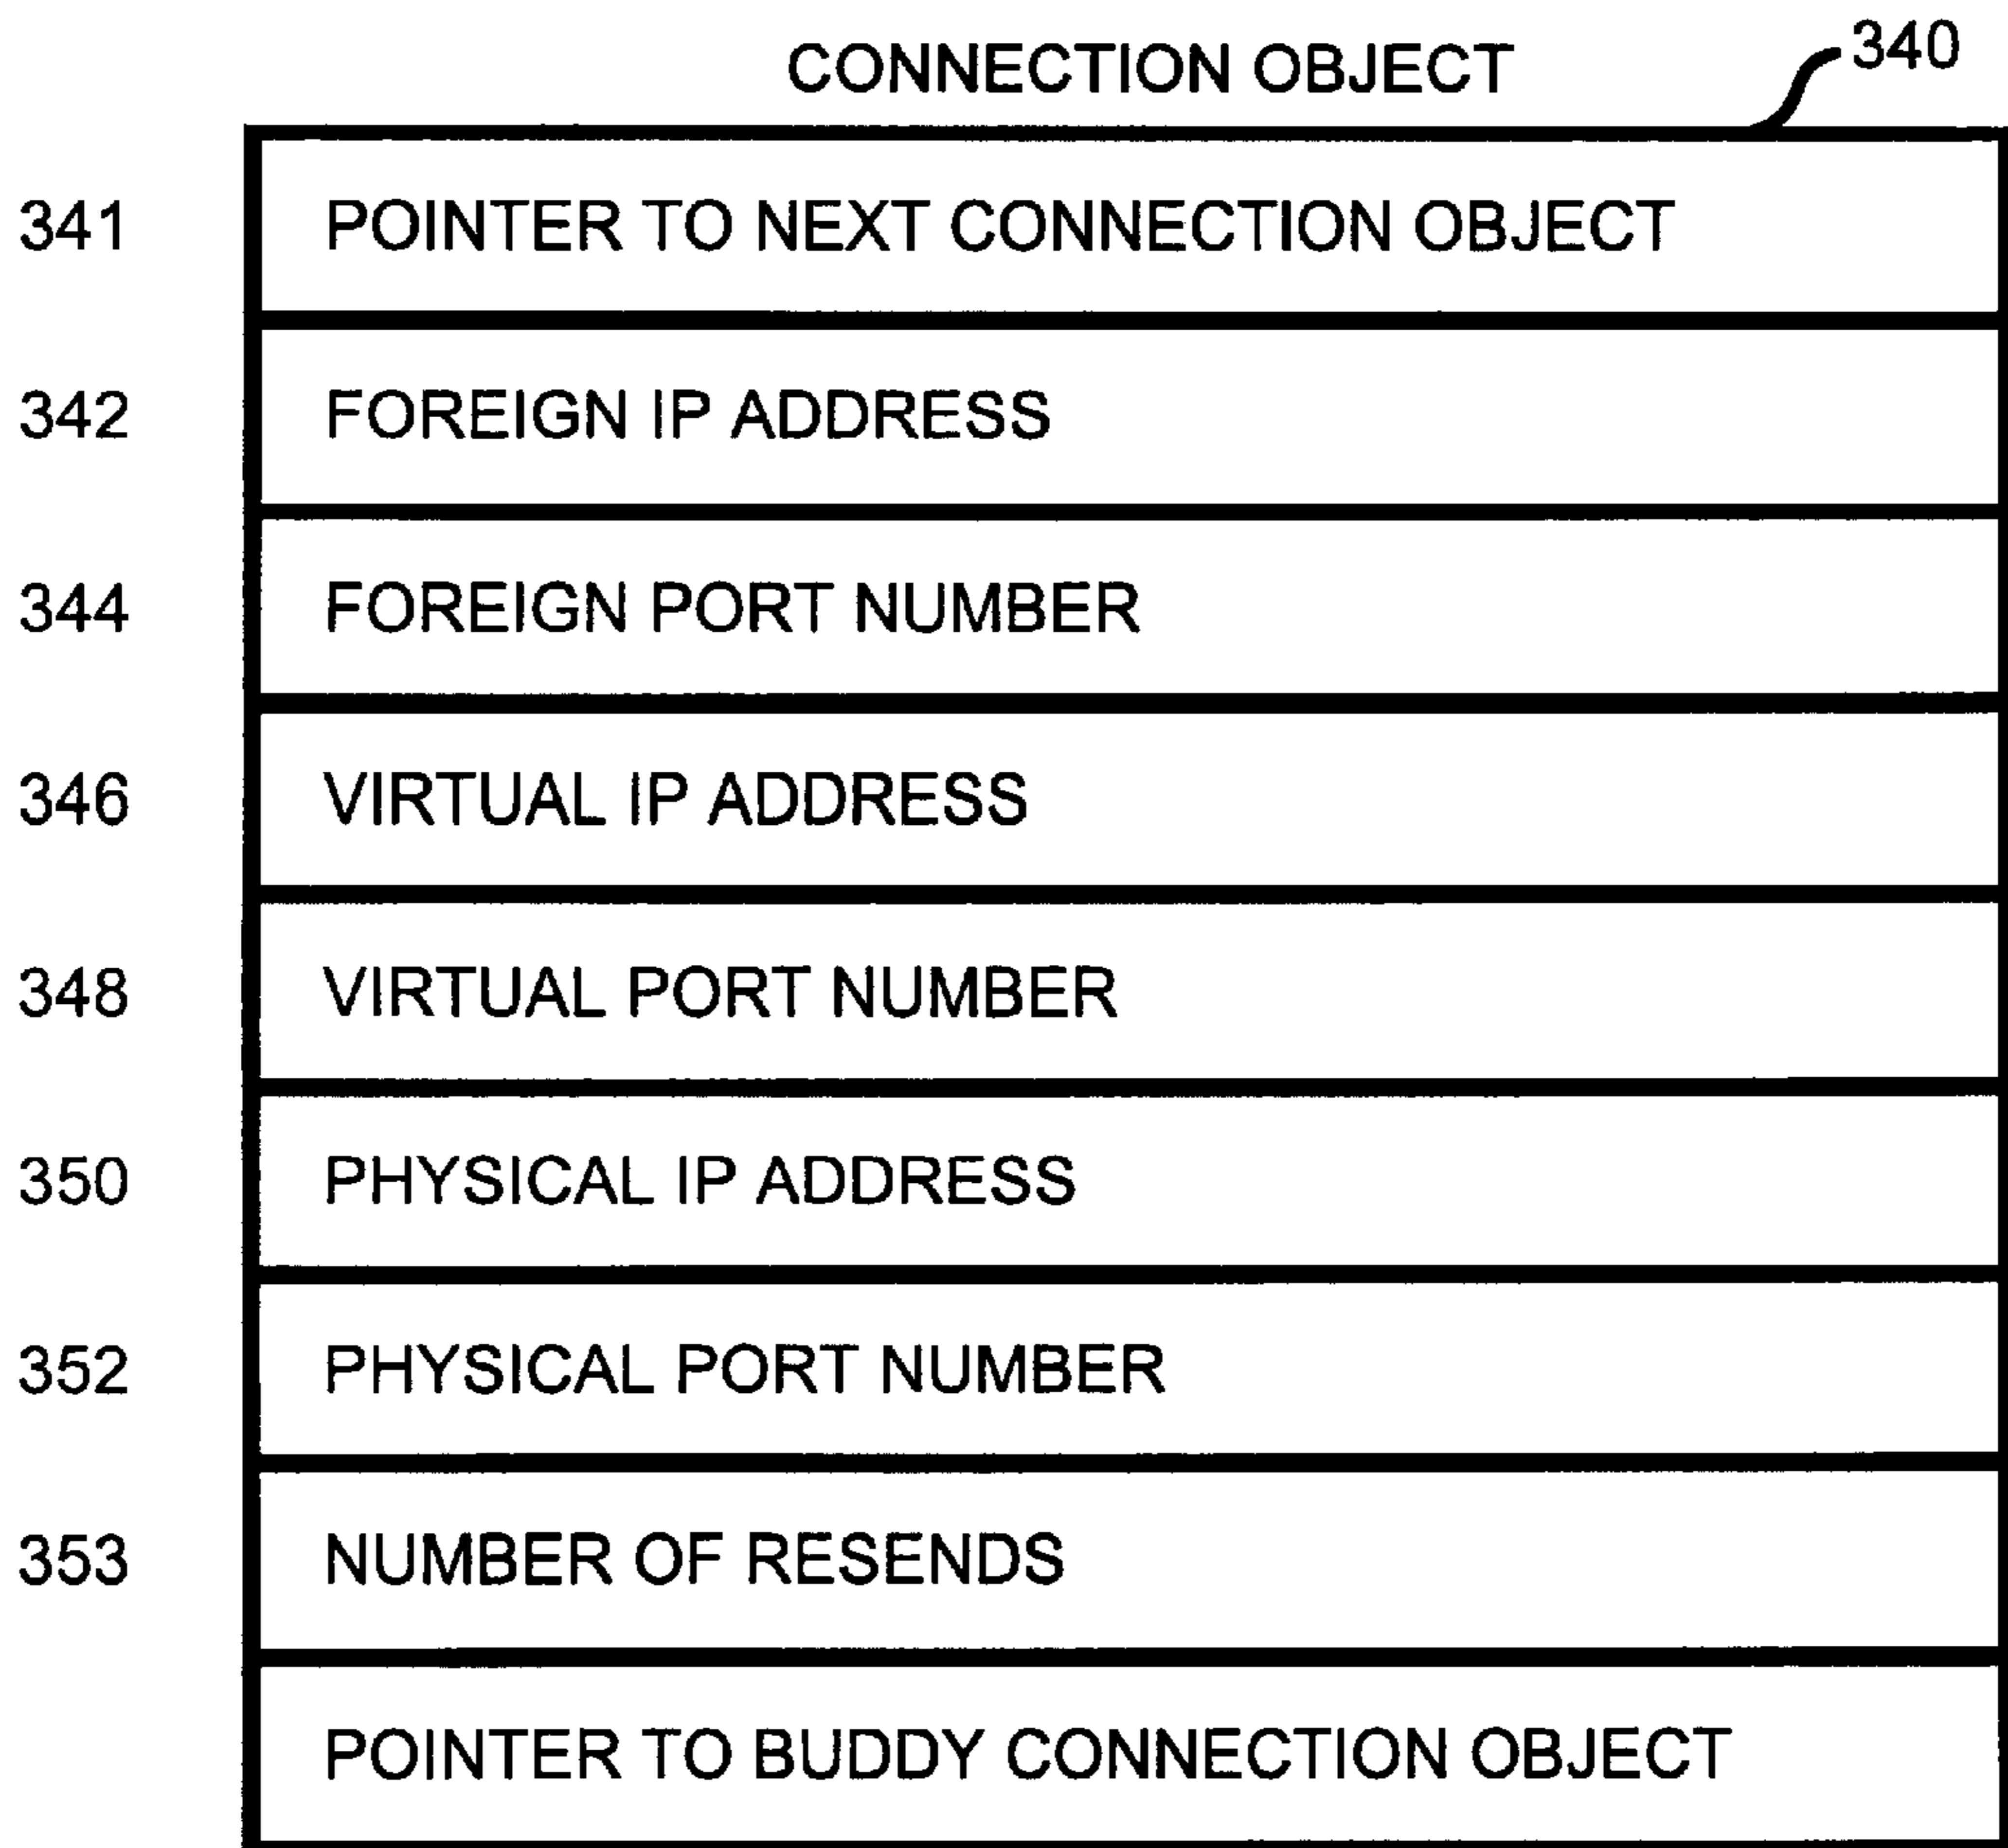 CONNECTION OBJECT 340
341 POINTER TO NEXT CONNECTION OBJECT
342 FOREIGN IP ADDRESS
344 FOREIGN PORT NUMBER
346 VIRTUAL IP ADDRESS
348 VIRTUAL PORT NUMBER
350 PHYSICAL IP ADDRESS
352 PHYSICAL PORT NUMBER
353 NUMBER OF RESENDS
POINTER TO BUDDY CONNECTION OBJECT